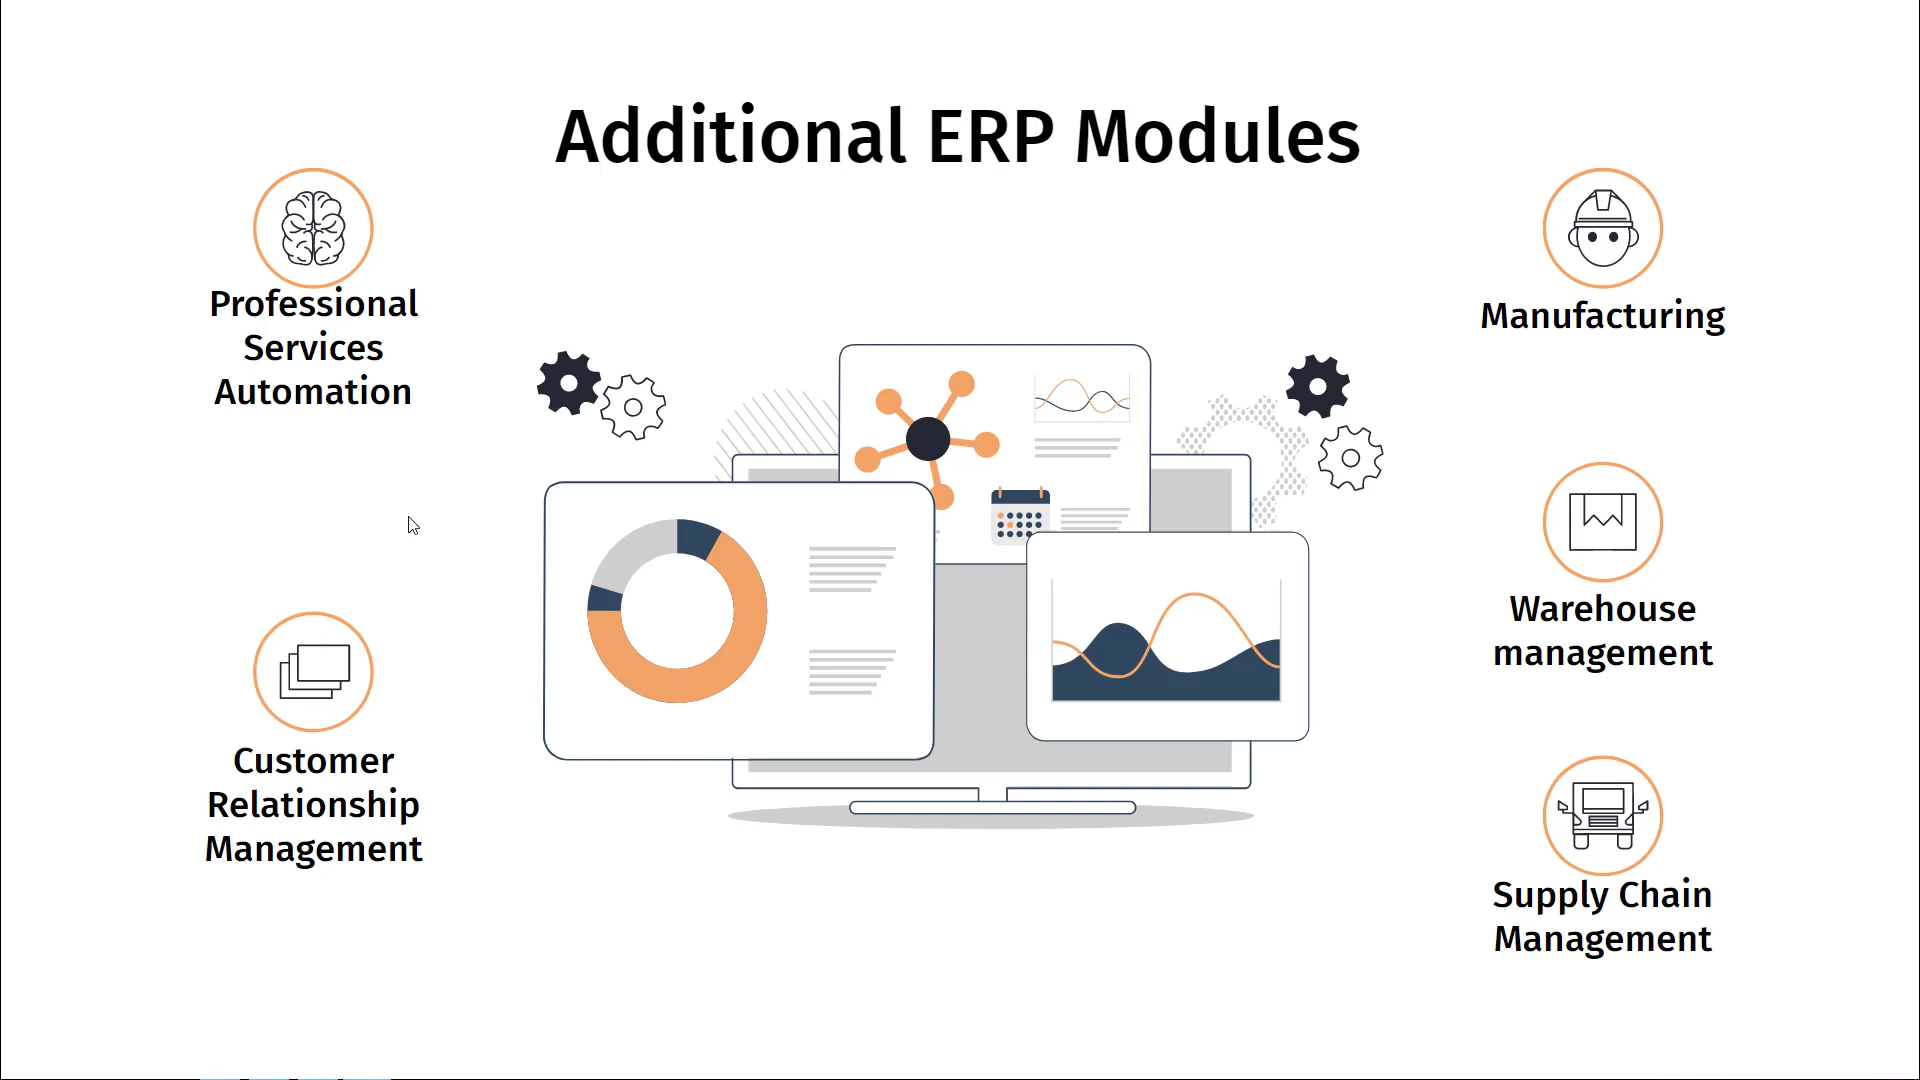 Additional ERP Modules
Professional
Services
Automation
Customer
Relationship
Management
Manufacturing
Warehouse
management
Supply Chain
Management